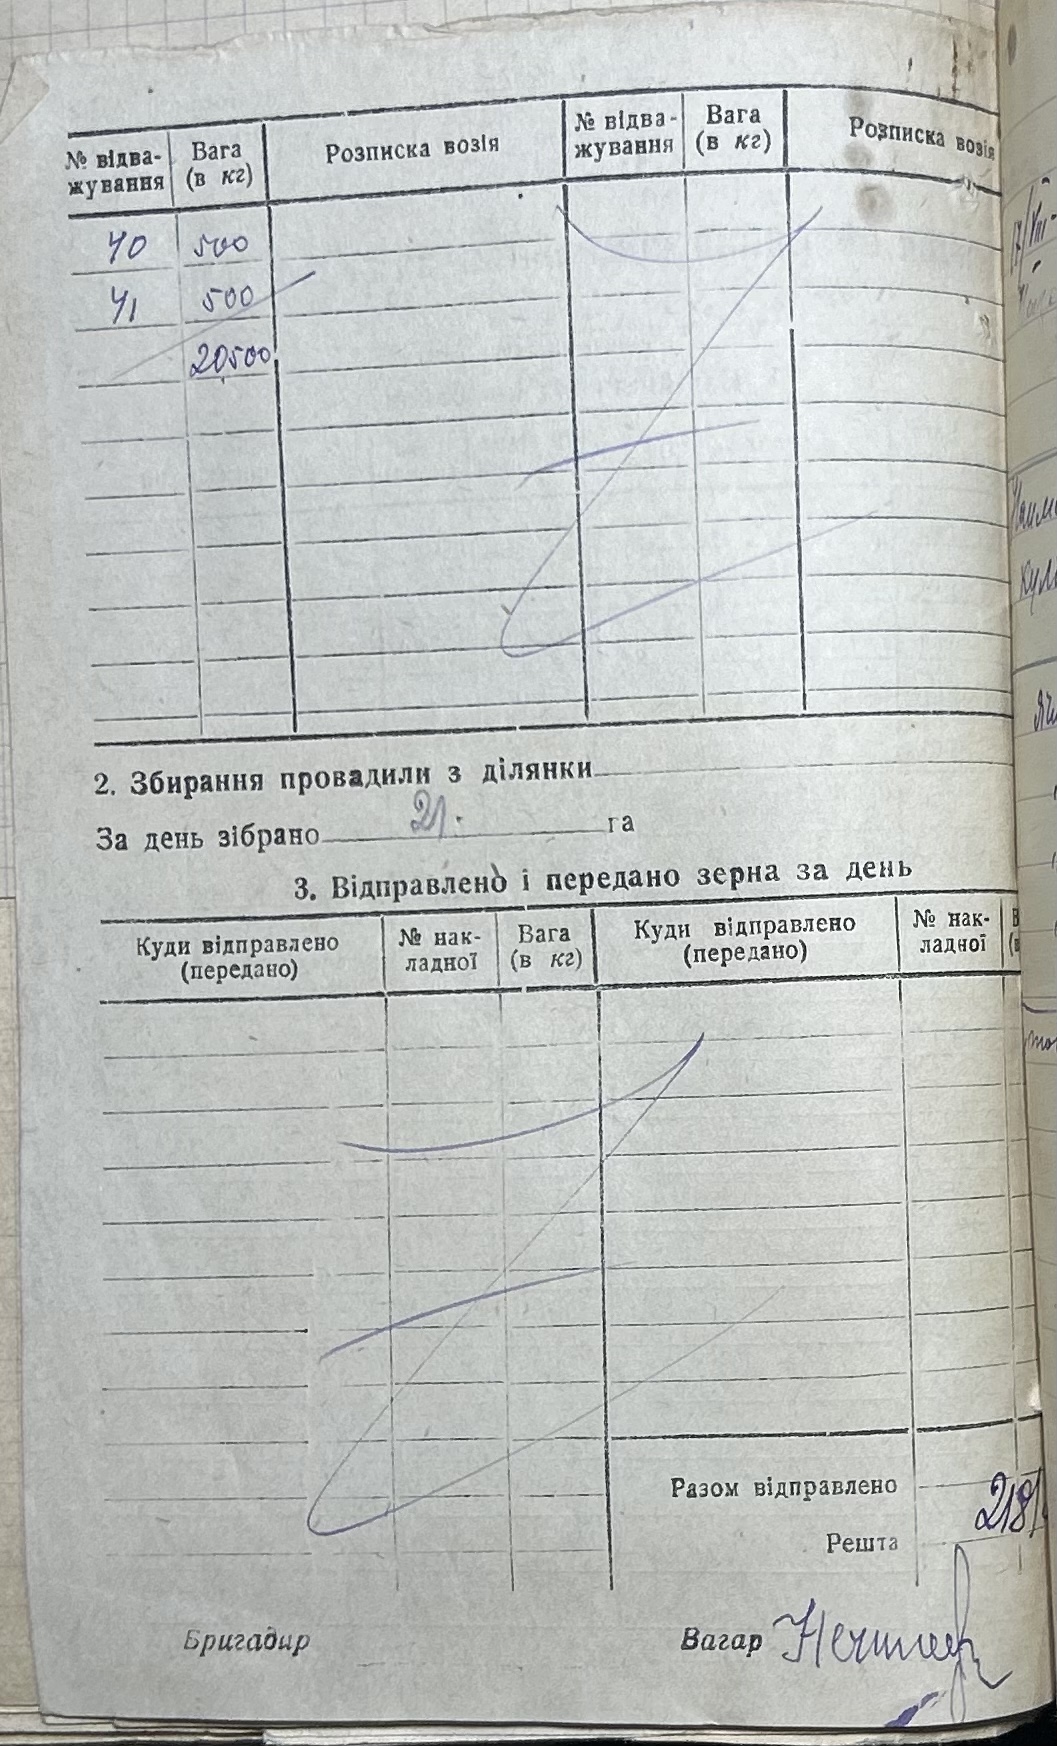 № відва-жування Вага (в кг) Розписка возія № відва-жування Вага (в кг) Розписка возія
40 500
41 500
20500
2. Збирання провадили з ділянки
За день зібрано 21. га
3. Відправлено і передано зерна за день
Куди відправлено (передано) № нак-ладної Вага (в кг) Куди відправлено (передано) № нак-ладної
Разом відправлено
Решта
Бригадир Вагар